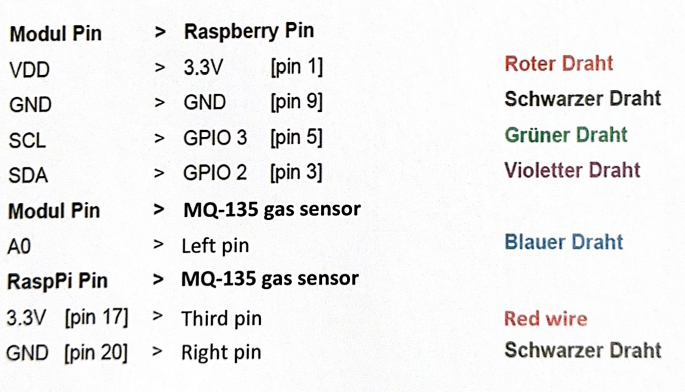 Modul Pin > Raspberry Pin
VDD > 3.3V [pin 1] Roter Draht
GND > GND [pin 9] Schwarzer Draht
SCL > GPIO 3 [pin 5] Grüner Draht
SDA > GPIO 2 [pin 3] Violetter Draht
Modul Pin > MQ-135 gas sensor
A0 > Left pin Blauer Draht
RaspPi Pin > MQ-135 gas sensor
3.3V [pin 17] > Third pin Red wire
GND [pin 20] > Right pin Schwarzer Draht